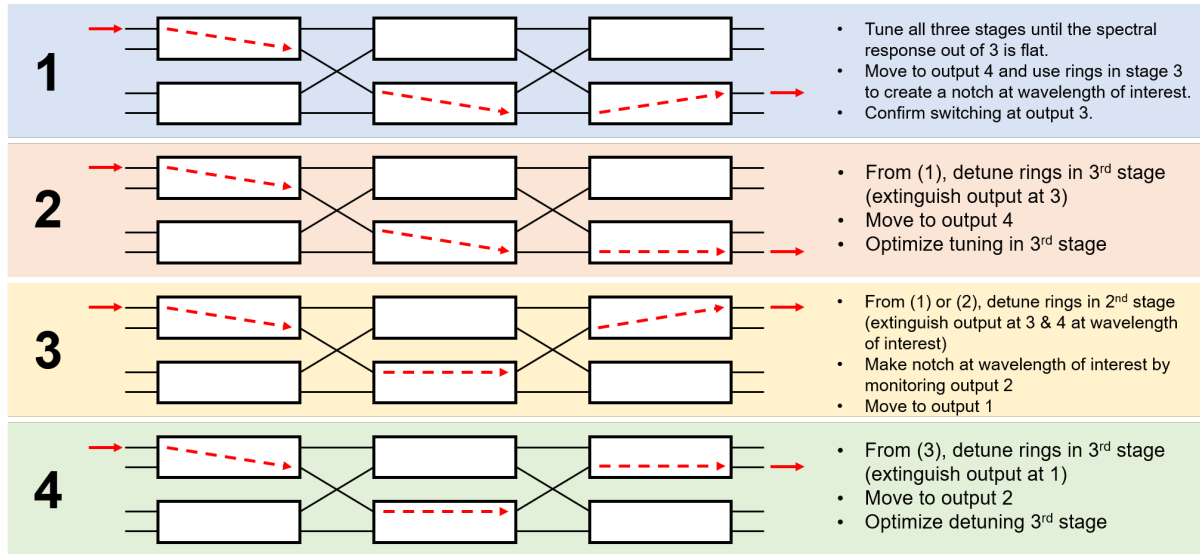 1
• Tune all three stages until the spectral
response out of 3 is flat.
• Move to output 4 and use rings in stage 3
to create a notch at wavelength of interest.
• Confirm switching at output 3.
2
• From (1), detune rings in 3rd stage
(extinguish output at 3)
• Move to output 4
• Optimize tuning in 3rd stage
3
• From (1) or (2), detune rings in 2nd stage
(extinguish output at 3 & 4 at wavelength
of interest)
• Make notch at wavelength of interest by
monitoring output 2
• Move to output 1
4
• From (3), detune rings in 3rd stage
(extinguish output at 1)
• Move to output 2
• Optimize detuning 3rd stage